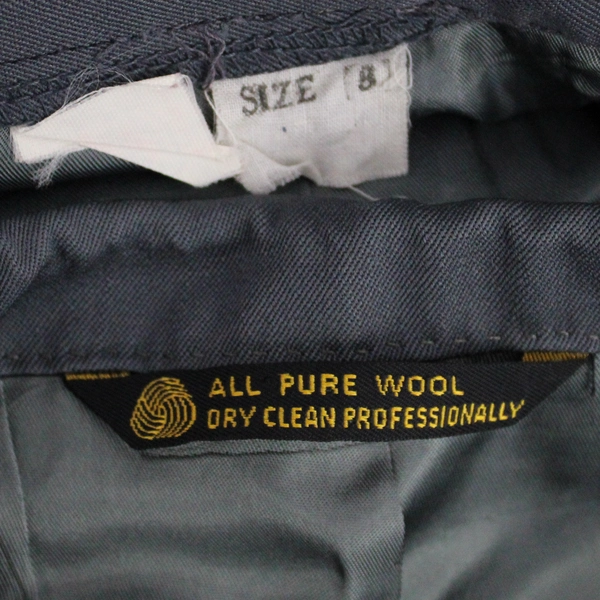 SIZE [8]
ALL PURE WOOL
DRY CLEAN PROFESSIONALLY